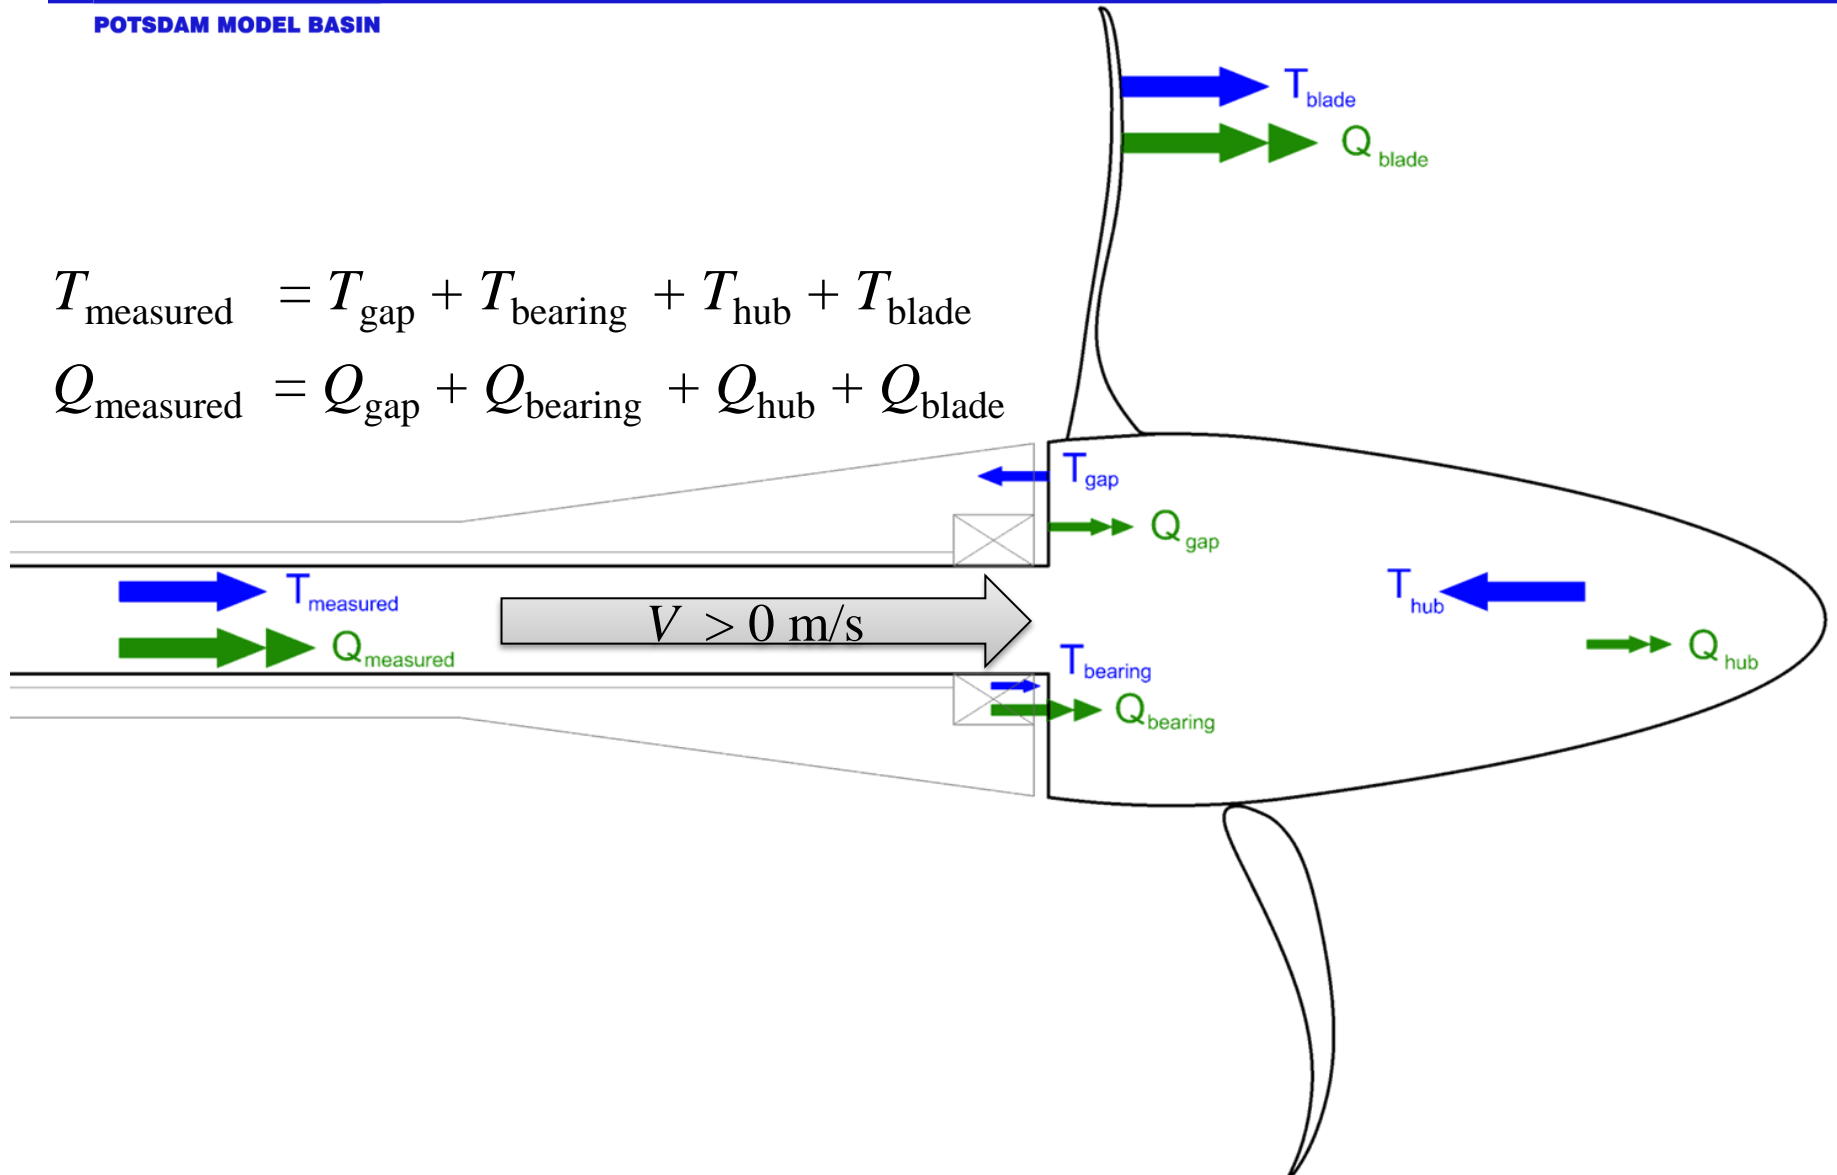 POTSDAM MODEL BASIN
T blade
Q blade
T measured = T gap + T bearing + T hub + T blade
Q measured = Q gap + Q bearing + Q hub + Q blade
T gap
Q gap
T measured
V > 0 m/s
T hub
Q measured
T bearing
Q hub
Q bearing